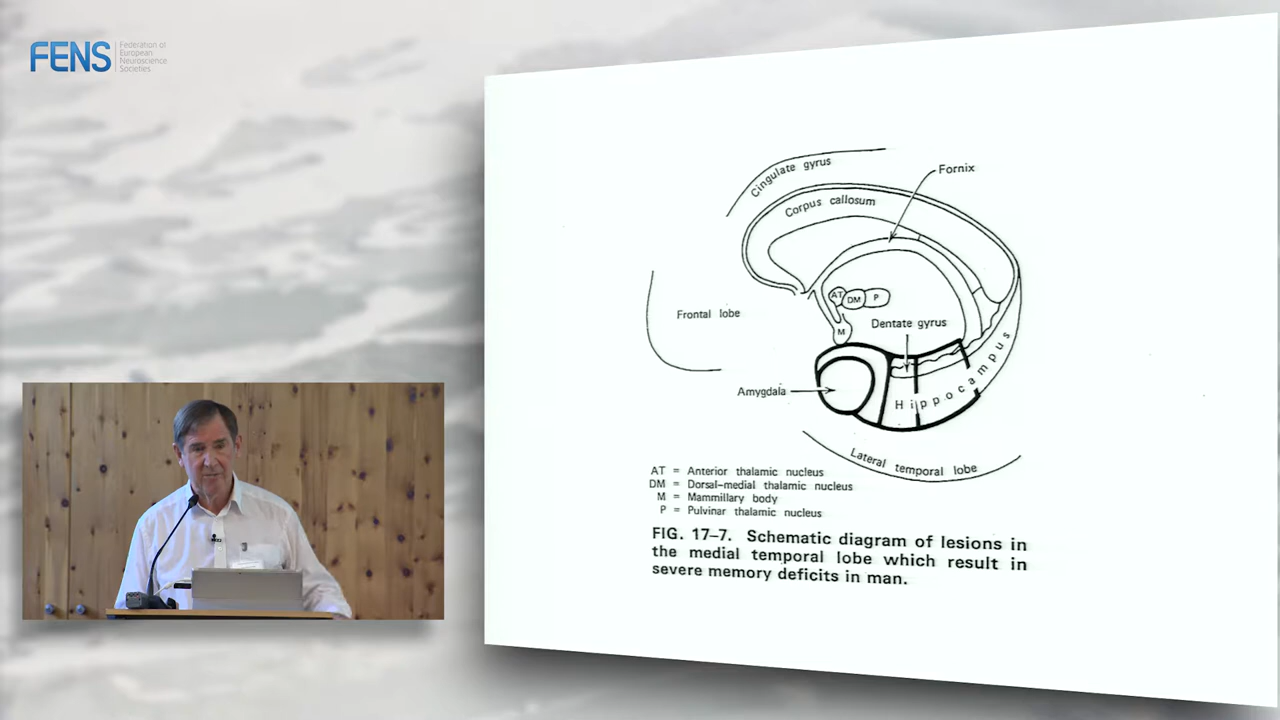 FENS
Federation of
European
Neuroscience
Societies
Cingulate gyrus
Fornix
Corpus callosum
AT
DM
P
Frontal lobe
Dentate gyrus
M
Hippocampus
Amygdala
Lateral temporal lobe
AT = Anterior thalamic nucleus
DM = Dorsal-medial thalamic nucleus
M = Mammillary body
P = Pulvinar thalamic nucleus
FIG. 17–7. Schematic diagram of lesions in
the medial temporal lobe which result in
severe memory deficits in man.